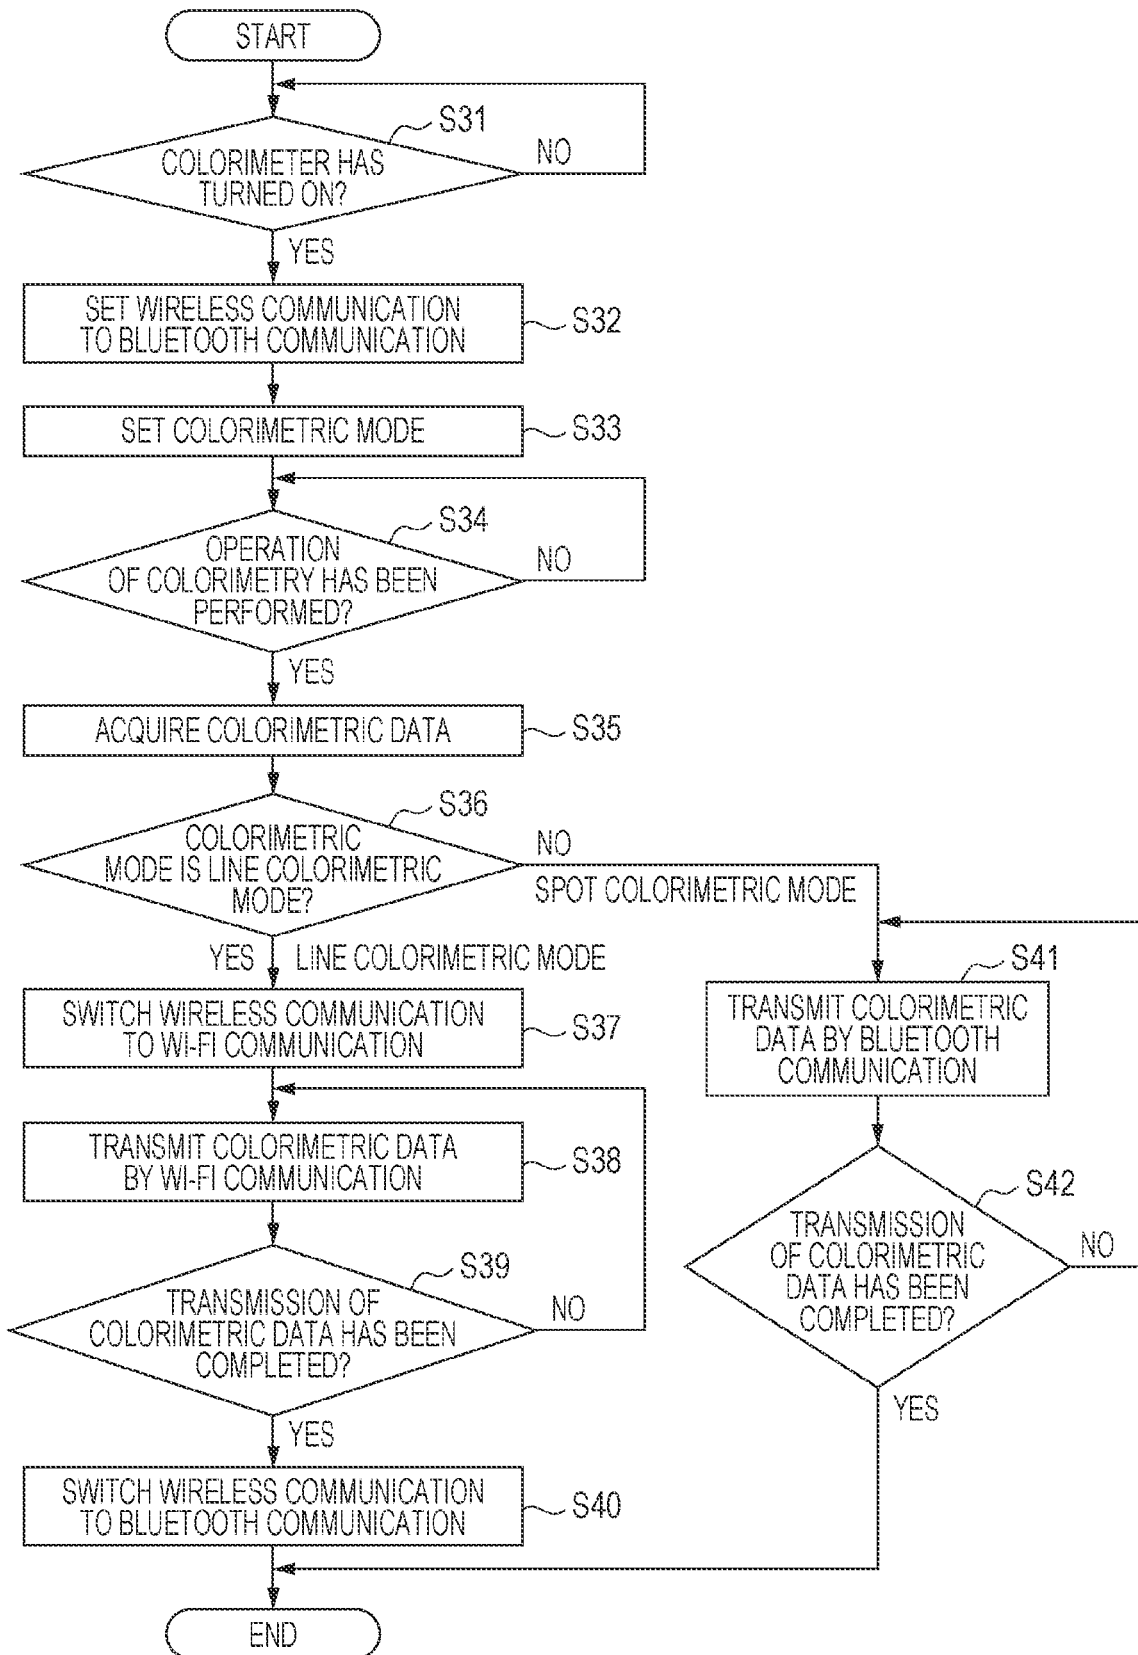 START
S31
COLORIMETER HAS
TURNED ON?
NO
YES
SET WIRELESS COMMUNICATION
TO BLUETOOTH COMMUNICATION
S32
SET COLORIMETRIC MODE
S33
S34
OPERATION
OF COLORIMETRY HAS BEEN
PERFORMED?
NO
YES
ACQUIRE COLORIMETRIC DATA
S35
S36
COLORIMETRIC
MODE IS LINE COLORIMETRIC
MODE?
NO
SPOT COLORIMETRIC MODE
YES
LINE COLORIMETRIC MODE
SWITCH WIRELESS COMMUNICATION
TO WI-FI COMMUNICATION
S37
TRANSMIT COLORIMETRIC DATA
BY WI-FI COMMUNICATION
S38
S39
TRANSMISSION OF
COLORIMETRIC DATA HAS BEEN
COMPLETED?
NO
YES
SWITCH WIRELESS COMMUNICATION
TO BLUETOOTH COMMUNICATION
S40
S41
TRANSMIT COLORIMETRIC
DATA BY BLUETOOTH
COMMUNICATION
S42
TRANSMISSION
OF COLORIMETRIC
DATA HAS BEEN
COMPLETED?
NO
YES
END